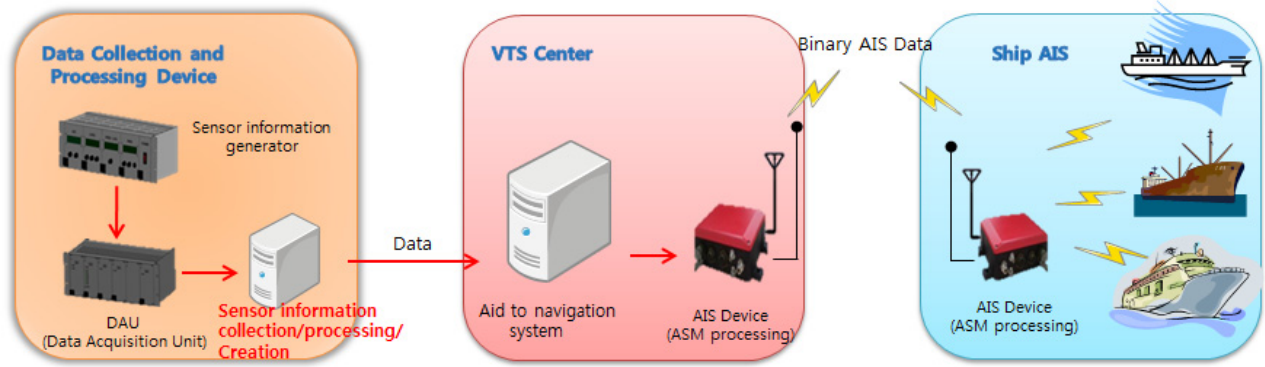 Data Collection and
Processing Device
Sensor information
generator
DAU
(Data Acquisition Unit)
Sensor information
collection/processing/
Creation
Data
VTS Center
Aid to navigation
system
AIS Device
(ASM processing)
Binary AIS Data
Ship AIS
AIS Device
(ASM processing)